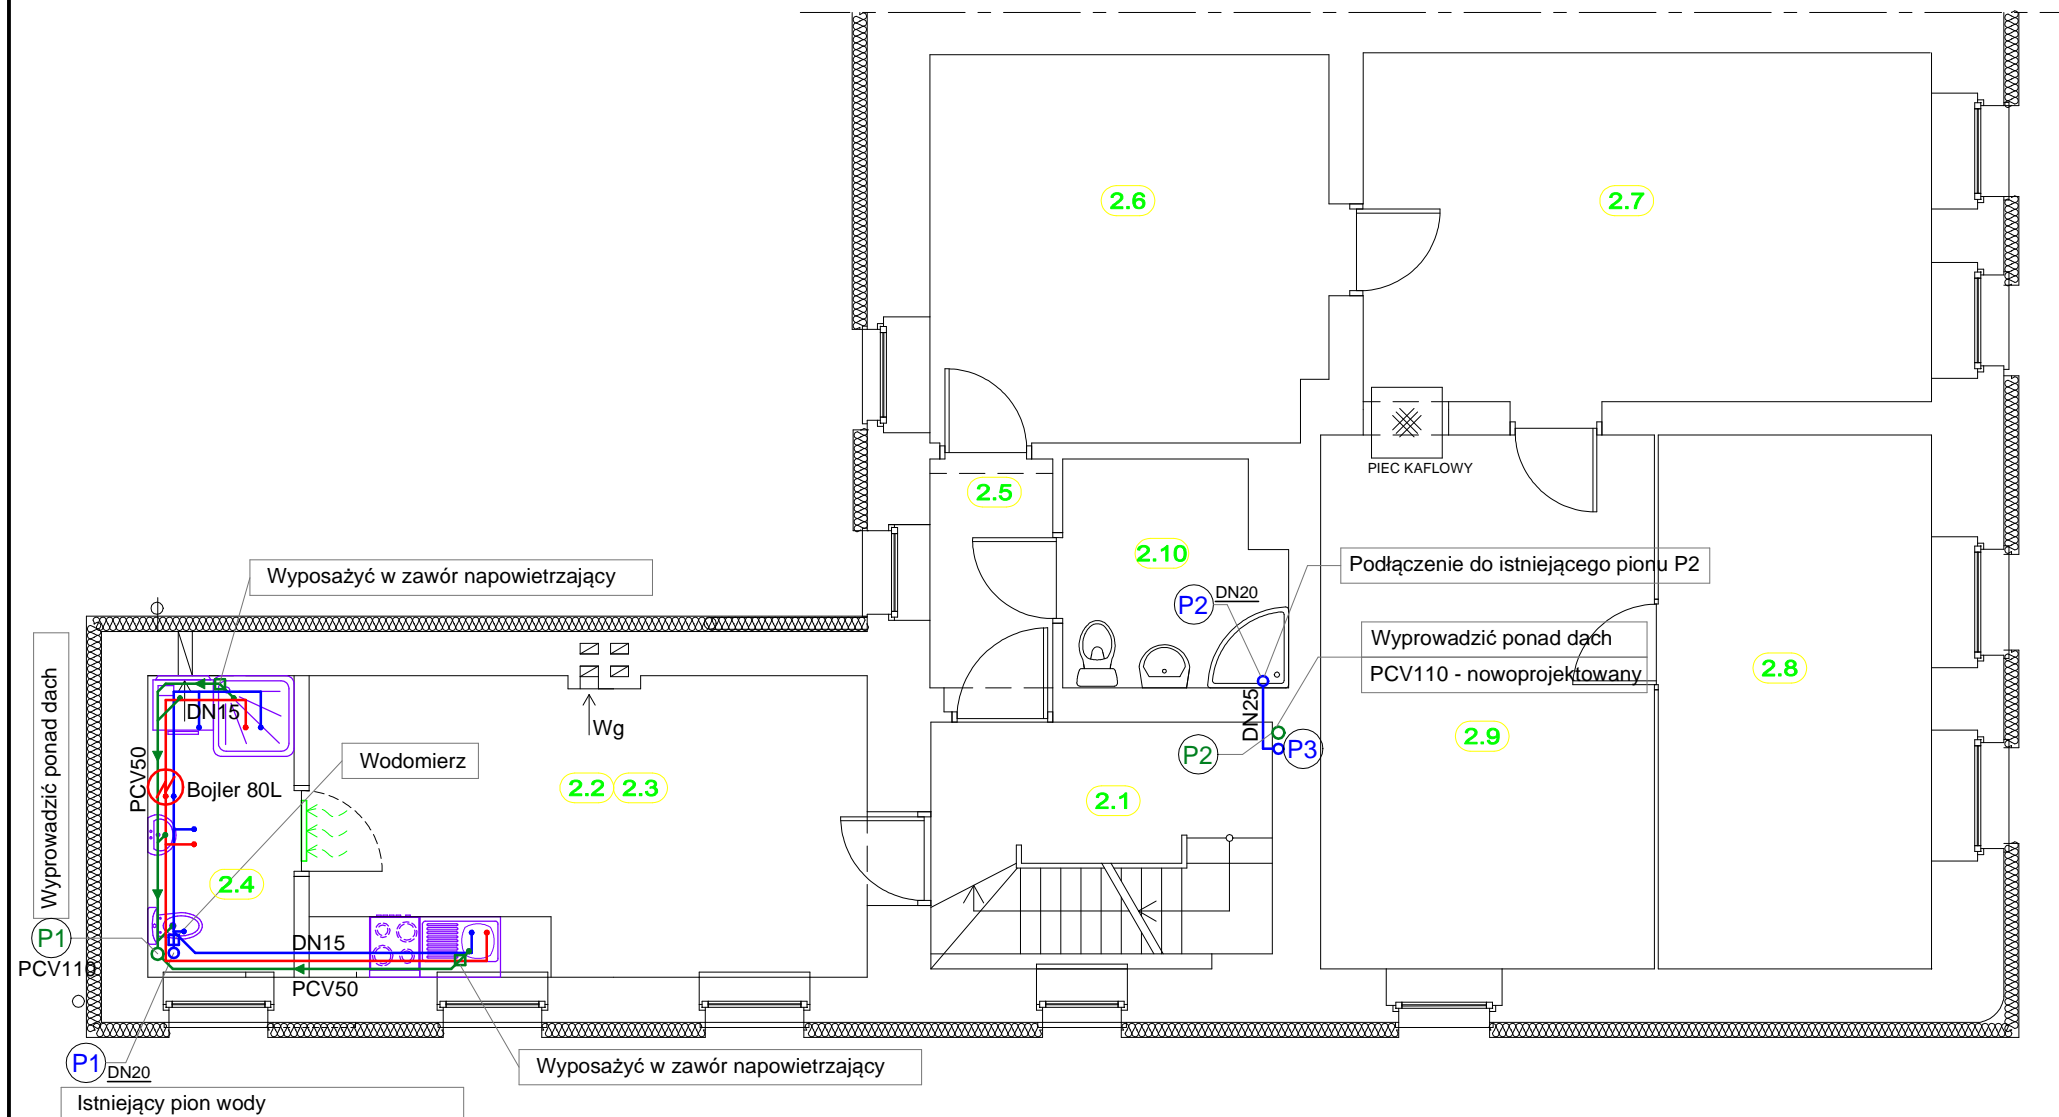 2.6
2.7
PIEC KAFLOWY
2.5
2.10
Podłączenie do istniejącego pionu P2
Wyposażyć w zawór napowietrzający
DN20
P2
Wyprowadzić ponad dach
PCV110 - nowoprojektowany
2.8
Wyprowadzić ponad dach
DN15
DN25
Wg
2.9
P2
P3
Wodomierz
PCV50
Bojler 80L
2.2
2.3
2.1
2.4
P1
PCV110
DN15
PCV50
P1
DN20
Wyposażyć w zawór napowietrzający
Istniejący pion wody